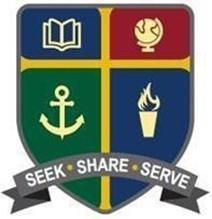 SEEK · SHARE · SERVE